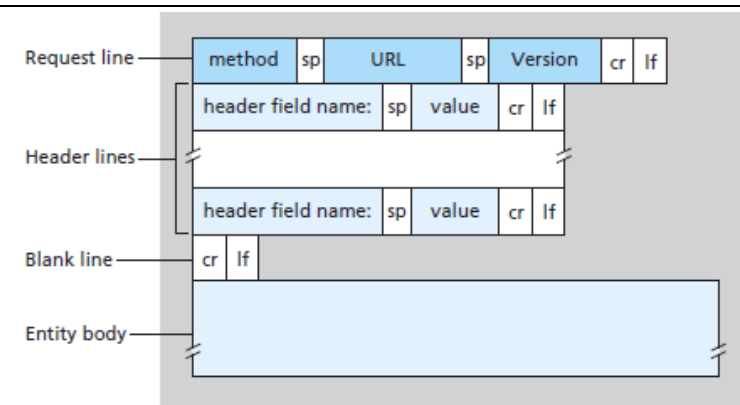 Request line method sp URL sp Version cr lf
header field name: sp value cr lf
Header lines
header field name: sp value cr lf
Blank line cr lf
Entity body